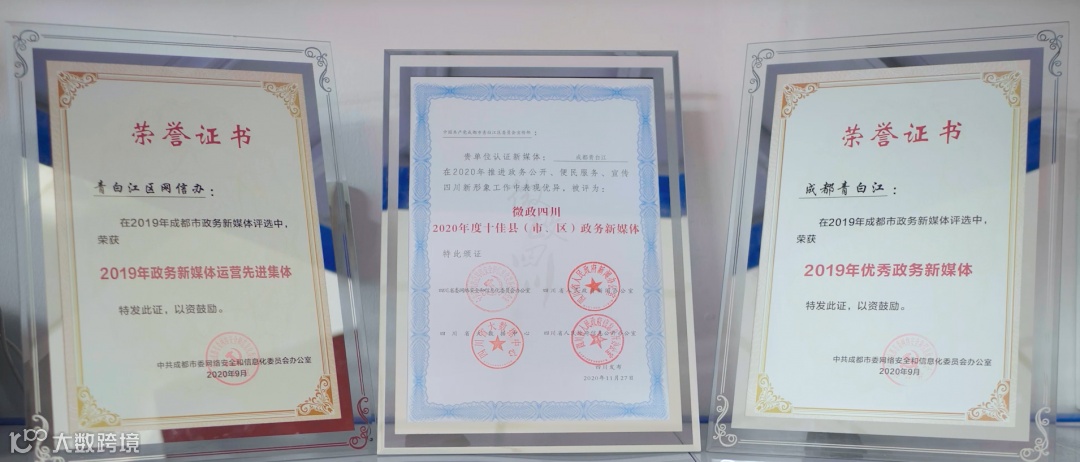 荣誉证书
青白江区网信办：
在2019年成都市政务新媒体评选中，
荣获
2019年政务新媒体运营先进集体
特发此证，以资鼓励。
中共成都市委网络安全和信息化委员会办公室
2020年9月
贵单位认证新媒体：成都青白江
在2020年推进政务公开、便民服务、宣传
四川新形象工作中表现优异，被评为：
微政四川
2020年度十佳县（市、区）政务新媒体
特此颁证
四川发布
2020年11月27日
荣誉证书
成都青白江：
在2019年成都市政务新媒体评选中，
荣获
2019年优秀政务新媒体
特发此证，以资鼓励。
中共成都市委网络安全和信息化委员会办公室
2020年9月
大数跨境